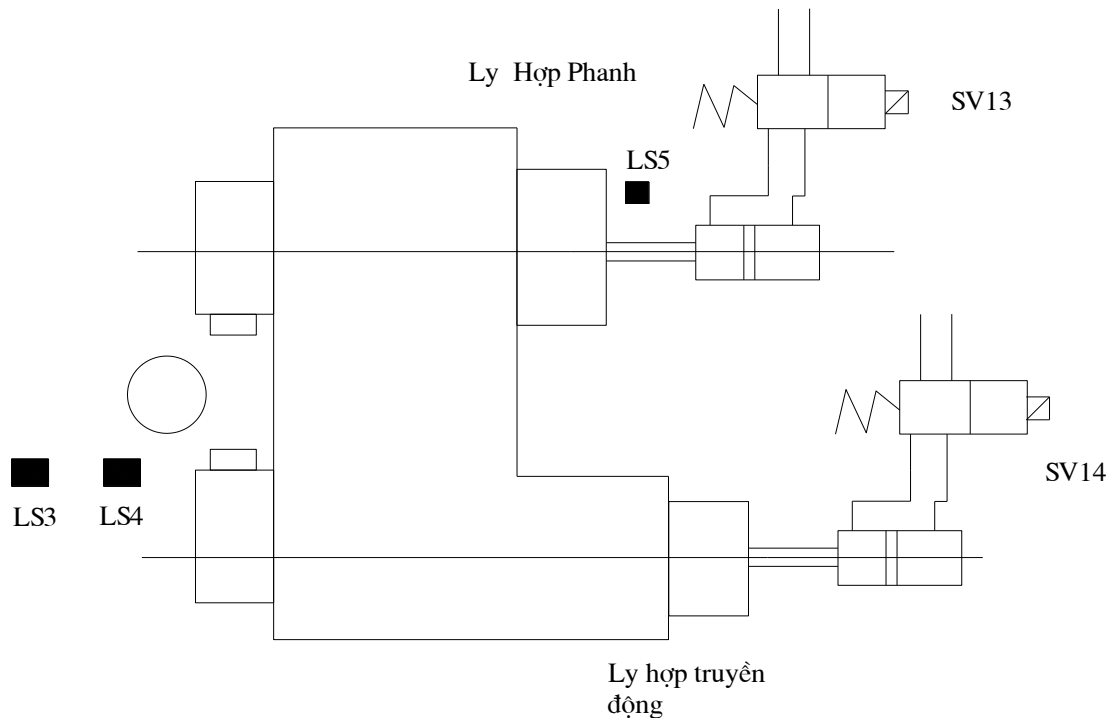 Ly Hợp Phanh
SV13
LS5
SV14
LS3
LS4
Ly hợp truyền
động